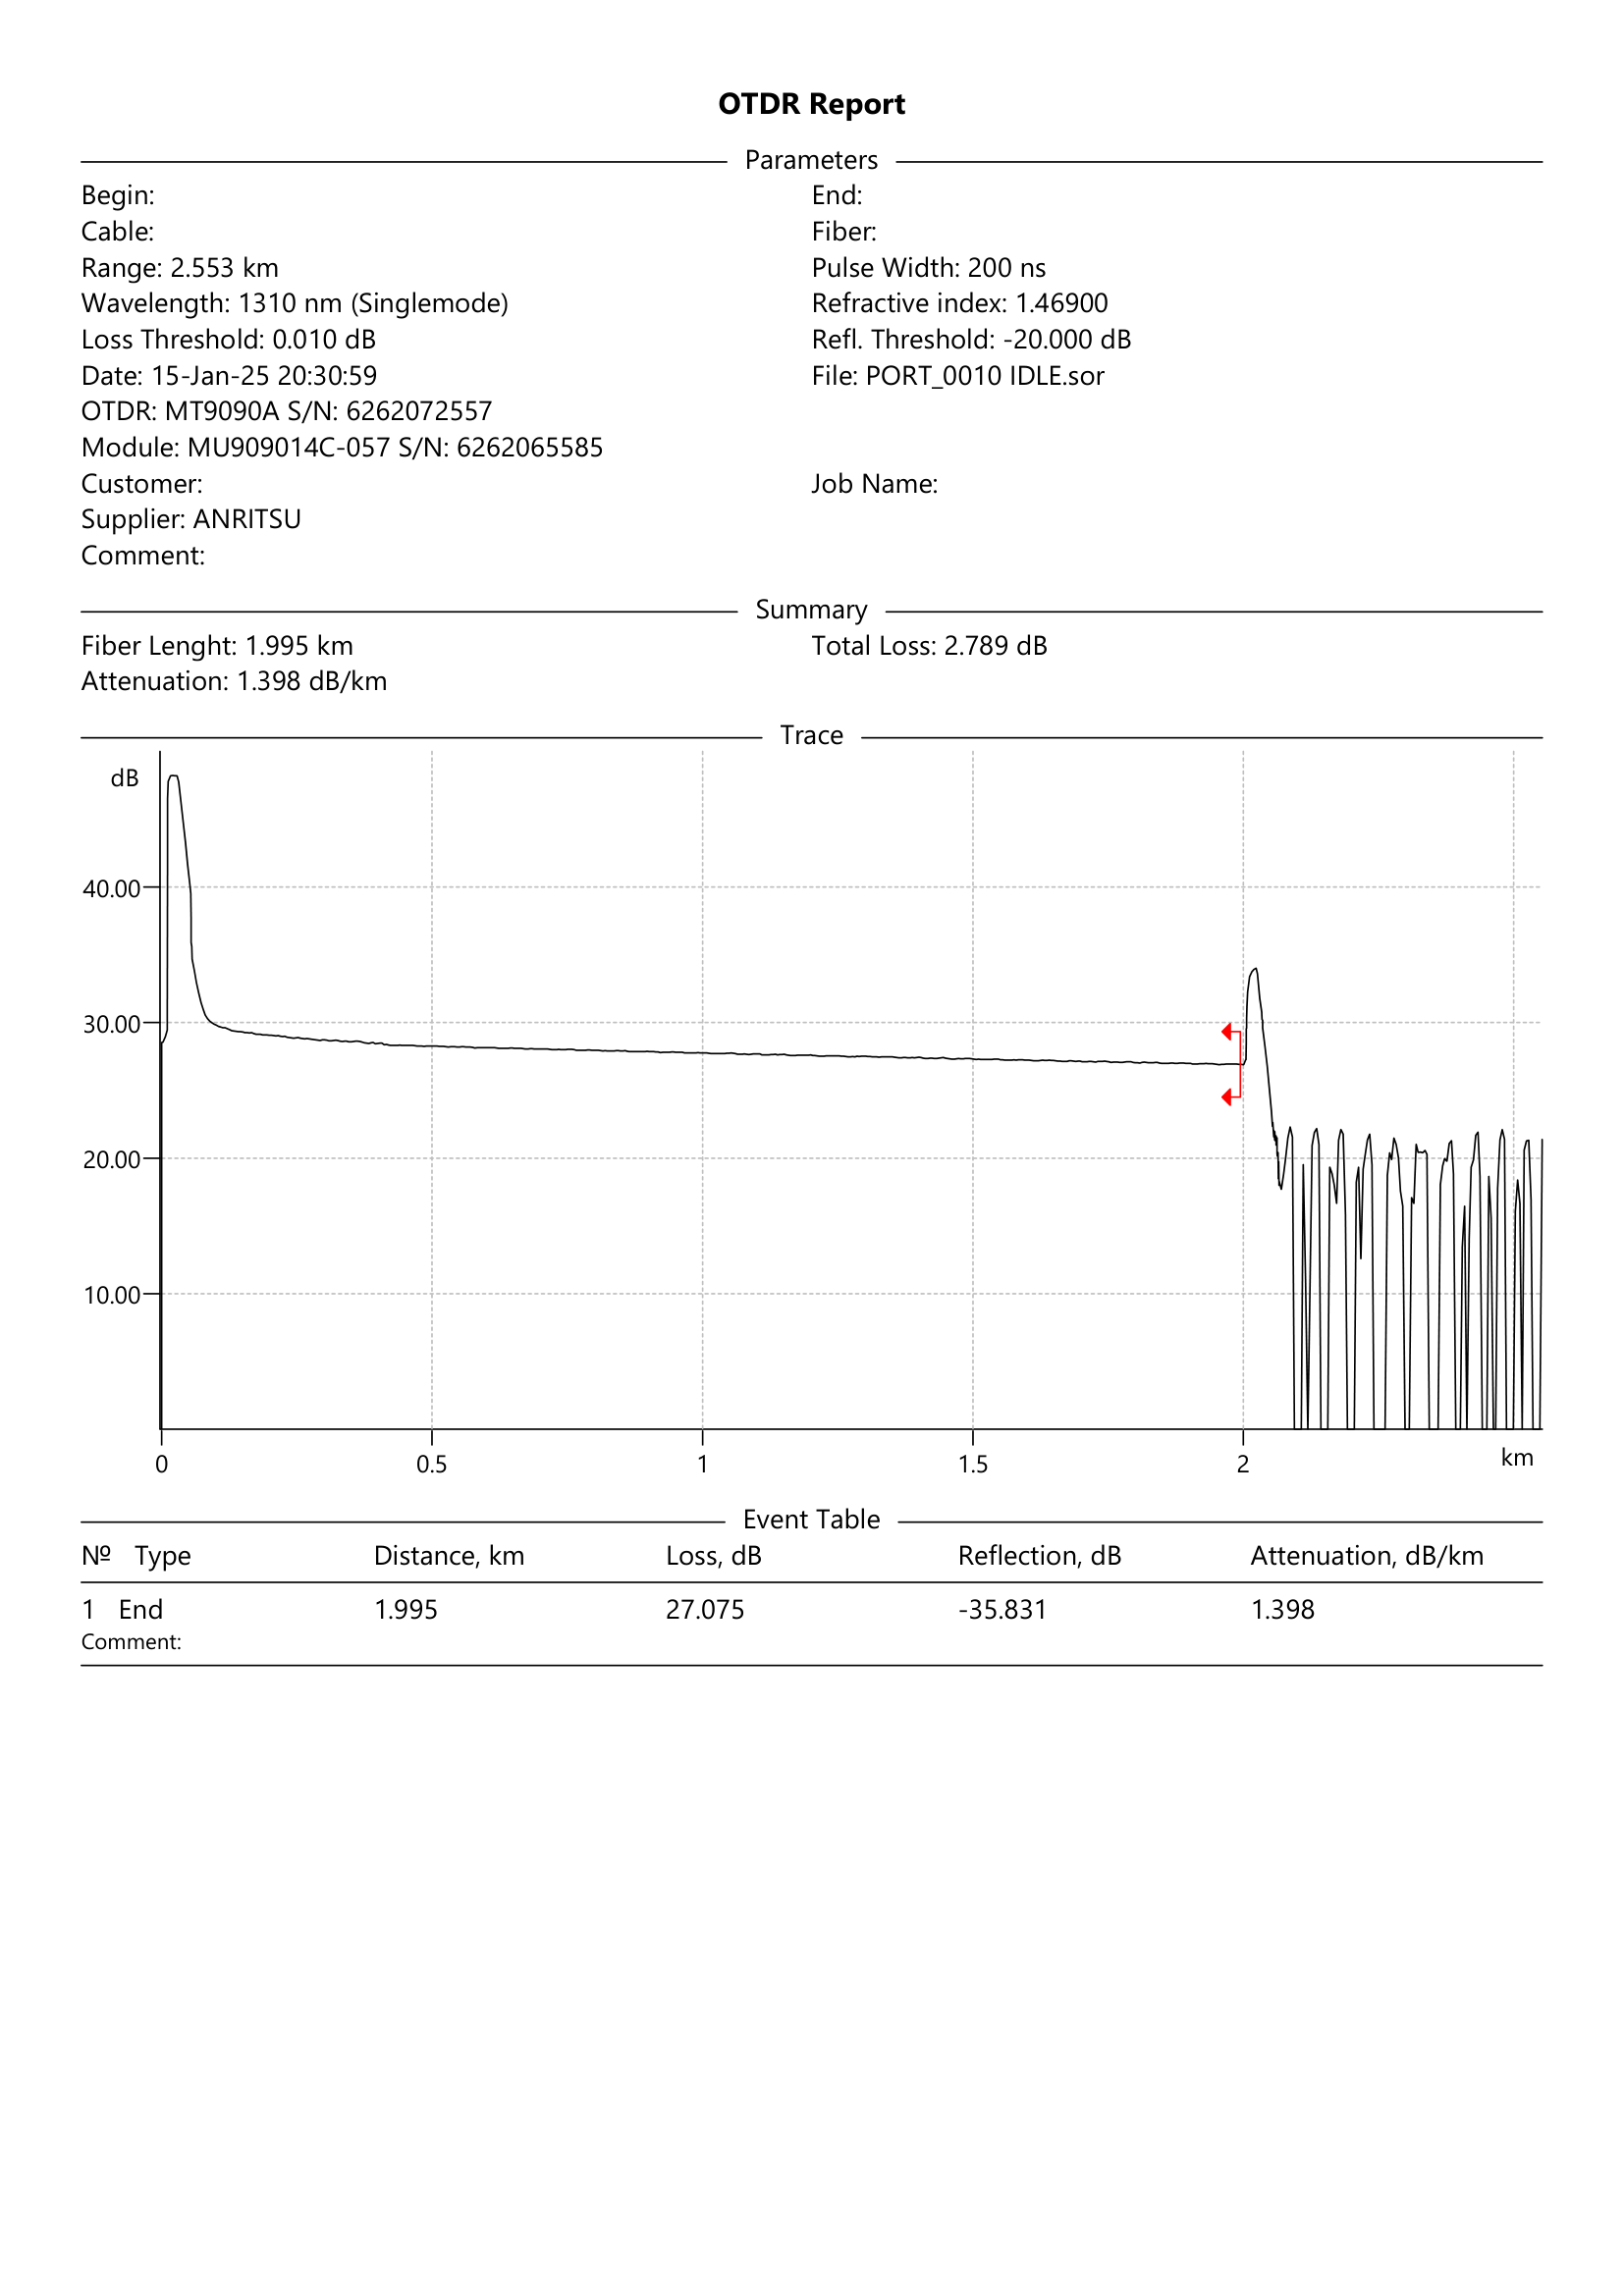 OTDR Report
Parameters
Begin: End:
Cable: Fiber:
Range: 2.553 km Pulse Width: 200 ns
Wavelength: 1310 nm (Singlemode) Refractive index: 1.46900
Loss Threshold: 0.010 dB Refl. Threshold: -20.000 dB
Date: 15-Jan-25 20:30:59 File: PORT_0010 IDLE.sor
OTDR: MT9090A S/N: 6262072557
Module: MU909014C-057 S/N: 6262065585
Customer: Job Name:
Supplier: ANRITSU
Comment:
Summary
Fiber Lenght: 1.995 km Total Loss: 2.789 dB
Attenuation: 1.398 dB/km
Trace
dB
40.00
30.00
20.00
10.00
0 0.5 1 1.5 2 km
Event Table
Nº Type Distance, km Loss, dB Reflection, dB Attenuation, dB/km
1 End 1.995 27.075 -35.831 1.398
Comment: